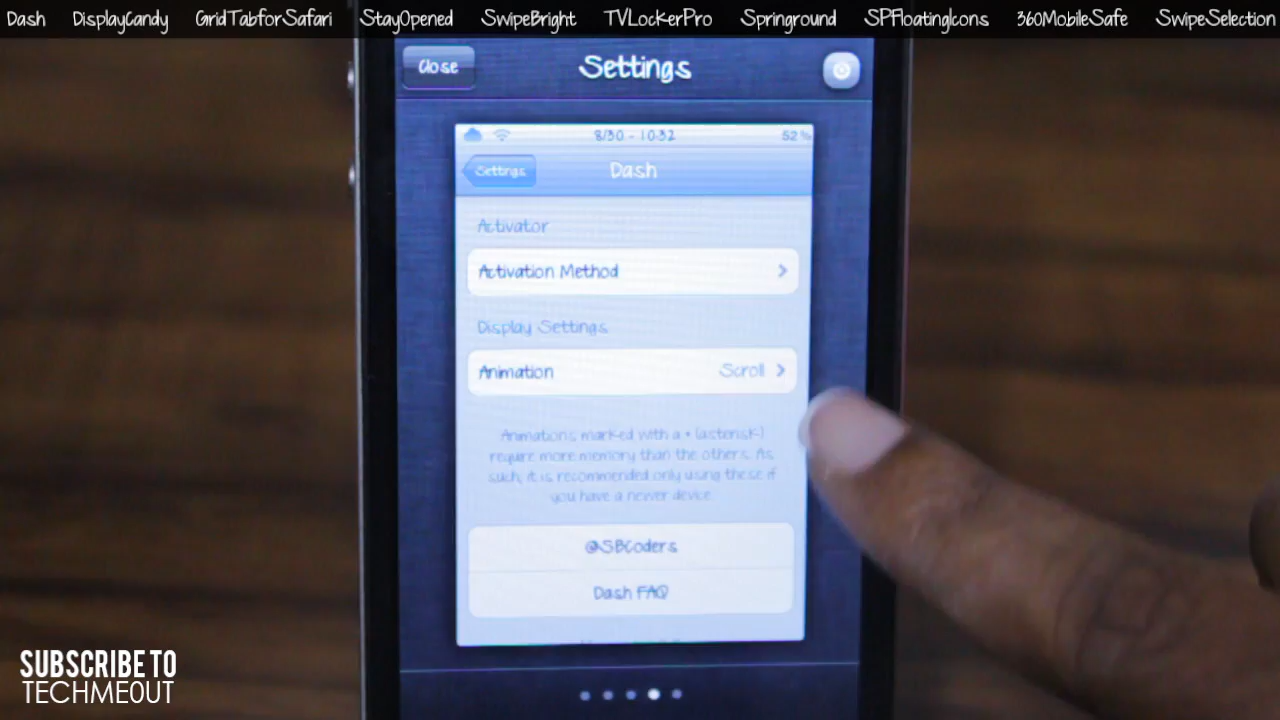 Dash DisplayCandy GridTabforSafari StayOpened SwipeBright TVLockerPro Springround SPFloatingIcons 360MobileSafe SwipeSelection
Close Settings
8/30 - 10:32 52%
Settings Dash
Activator
Activation Method
Display Settings
Animation Scroll
Animations marked with a * (asterisk)
require more memory than the others. As
such, it is recommended only using these if
you have a newer device.
@SBCoders
Dash FAQ
SUBSCRIBE TO
TECHMEOUT